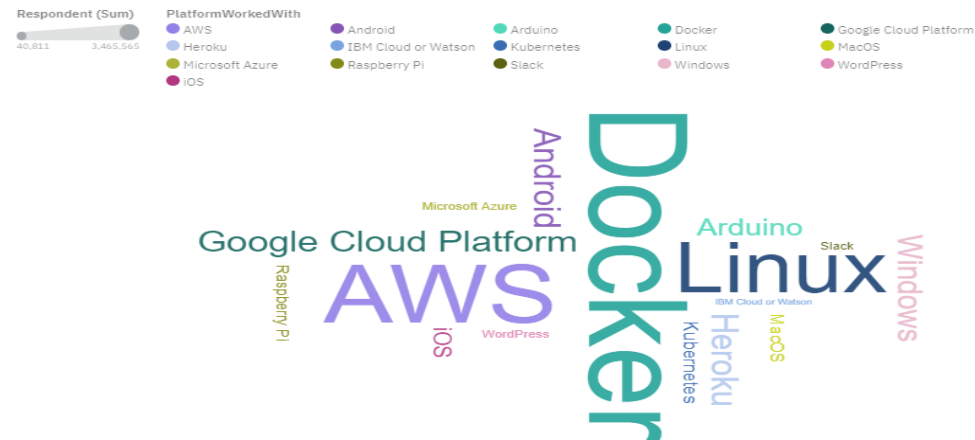 Respondent (Sum)
40,811 3,465,565
PlatformWorkedWith
AWS Android Arduino Docker Google Cloud Platform
Heroku IBM Cloud or Watson Kubernetes Linux MacOS
Microsoft Azure Raspberry Pi Slack Windows WordPress
iOS
Docker
Android
Microsoft Azure
Arduino
Google Cloud Platform
Slack
Linux
Windows
Raspberry Pi
AWS
IBM Cloud or Watson
iOS
WordPress
Kubernetes
Heroku
MacOS